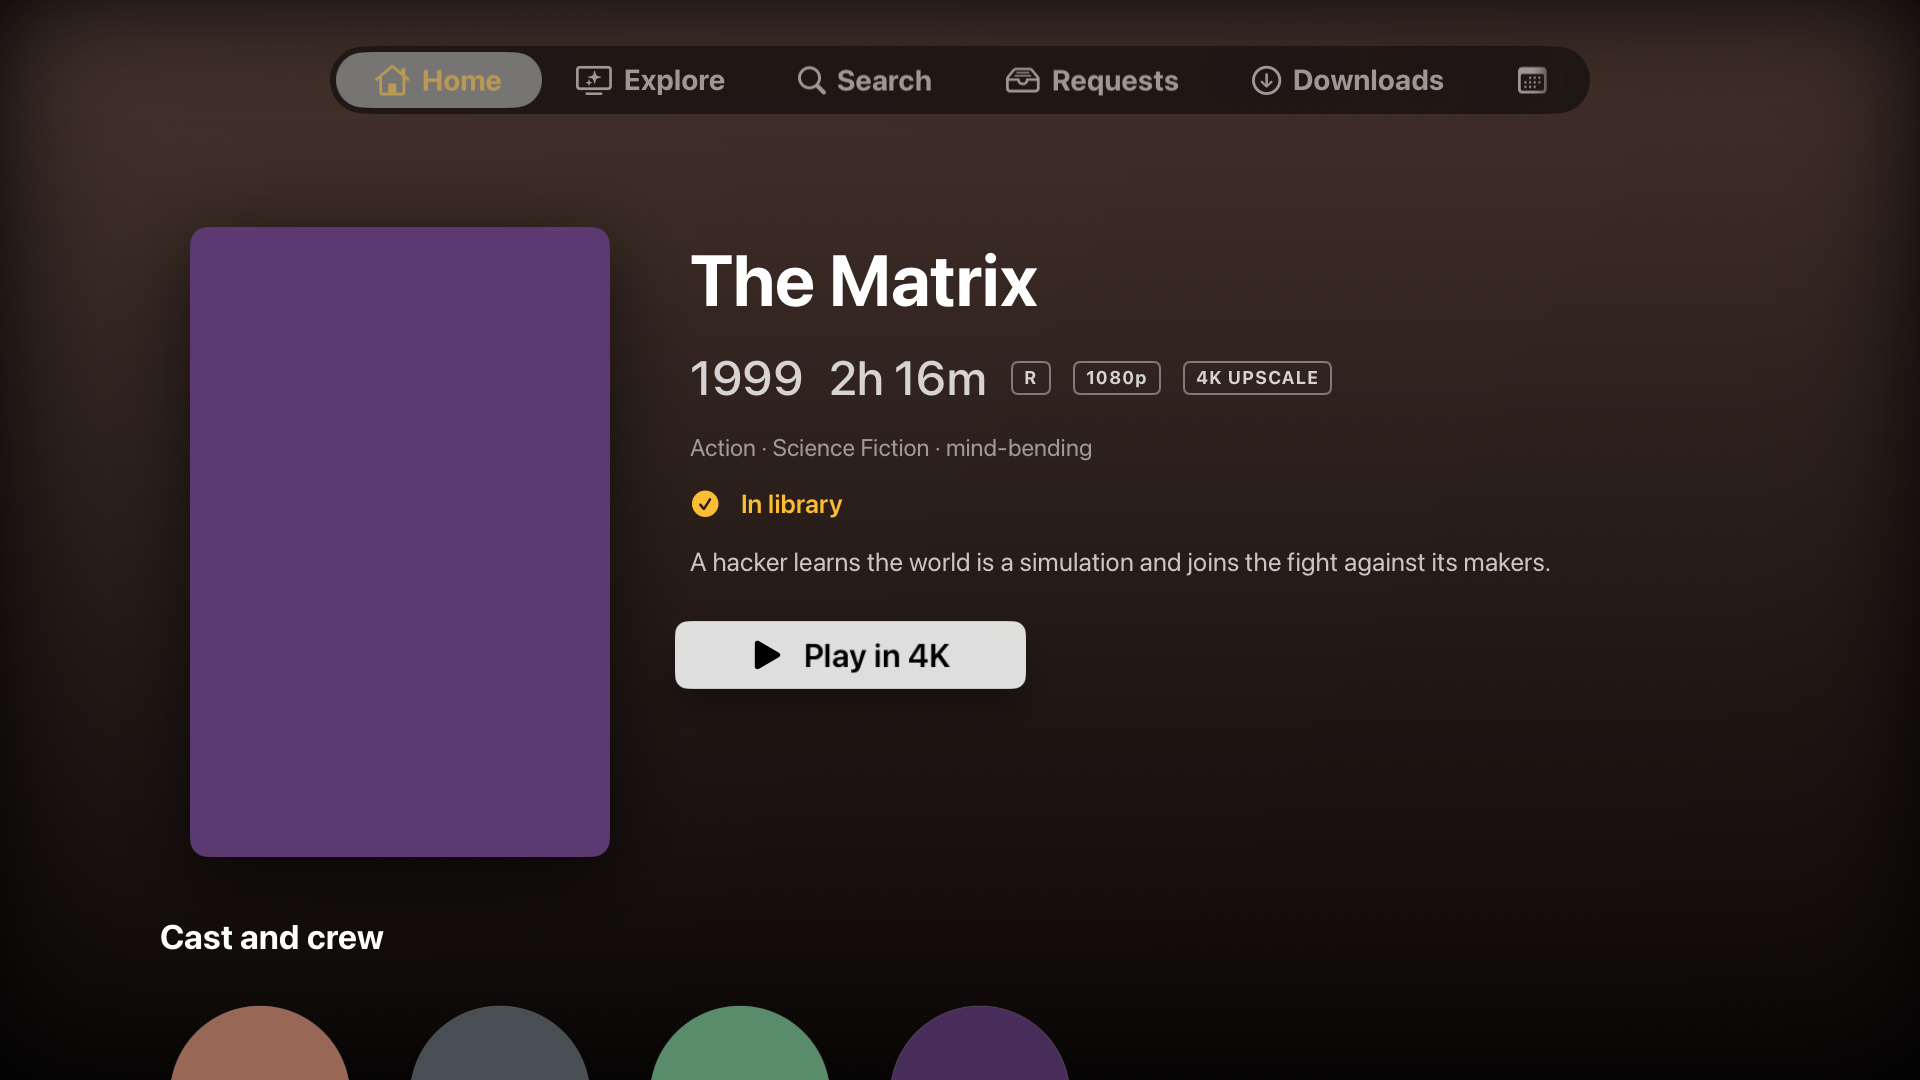 Home Explore Search Requests Downloads
The Matrix
1999 2h 16m R 1080p 4K UPSCALE
Action · Science Fiction · mind-bending
In library
A hacker learns the world is a simulation and joins the fight against its makers.
Play in 4K
Cast and crew